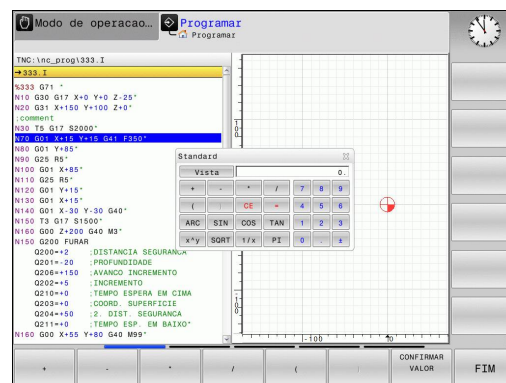 Modo de operacao...
Programar
Programar
TNC:\nc_prog\333.I
→333.I
%333 G71 *
N10 G30 G17 X+0 Y+0 Z-25*
N20 G31 X+150 Y+100 Z+0*
;comment
N30 T5 G17 S2000*
N70 G01 X+15 Y+15 G41 F350*
N80 G01 Y+85*
N90 G25 R5*
N100 G01 X+85*
N110 G25 R5*
N120 G01 Y+15*
N130 G01 X+15*
N140 G01 X-30 Y-30 G40*
N150 T3 G17 S1500*
N160 G00 Z+200 G40 M3*
N150 G200 FURAR
Q200=+2 ;DISTANCIA SEGURANCA
Q201=-20 ;PROFUNDIDADE
Q206=+150 ;AVANCO INCREMENTO
Q202=+5 ;INCREMENTO
Q210=+0 ;TEMPO ESPERA EM CIMA
Q203=+0 ;COORD. SUPERFICIE
Q204=+50 ;2. DIST. SEGURANCA
Q211=+0 ;TEMPO ESP. EM BAIXO*
N160 G00 X+55 Y+80 G40 M99*
Standard
Vista 0.
+ - * / 7 8 9
( ) CE = 4 5 6
ARC SIN COS TAN 1 2 3
x^y SQRT 1/x PI 0 . ±
-100
+ - * / ( ) CONFIRMAR VALOR FIM